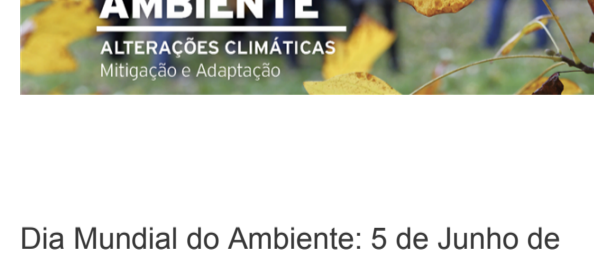 AMBIENTE
ALTERAÇÕES CLIMÁTICAS
Mitigação e Adaptação
Dia Mundial do Ambiente: 5 de Junho de